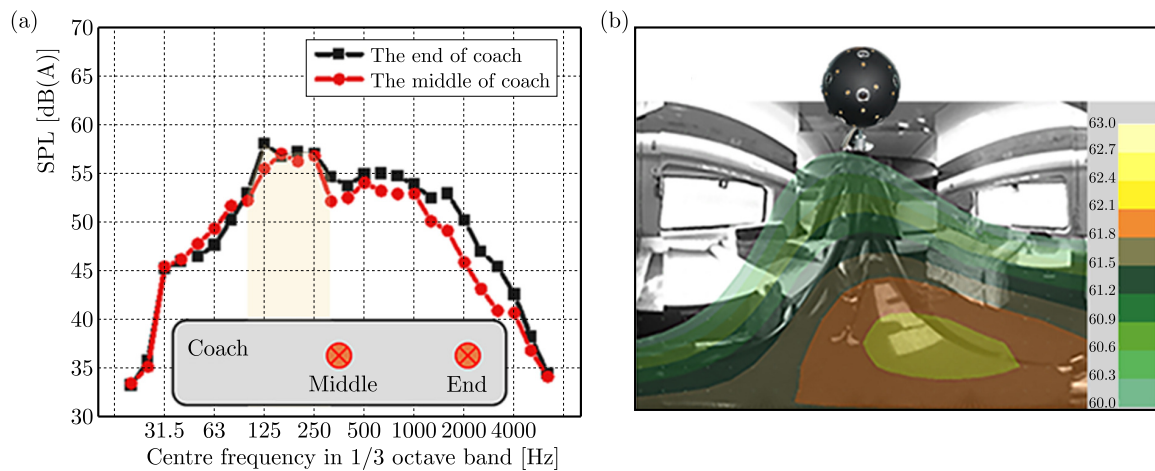 (a)
70
65
60
55
50
45
40
35
30
SPL [dB(A)]
The end of coach
The middle of coach
Coach
Middle
End
31.5 63 125 250 500 1000 2000 4000
Centre frequency in 1/3 octave band [Hz]
(b)
63.0
62.7
62.4
62.1
61.8
61.5
61.2
60.9
60.6
60.3
60.0